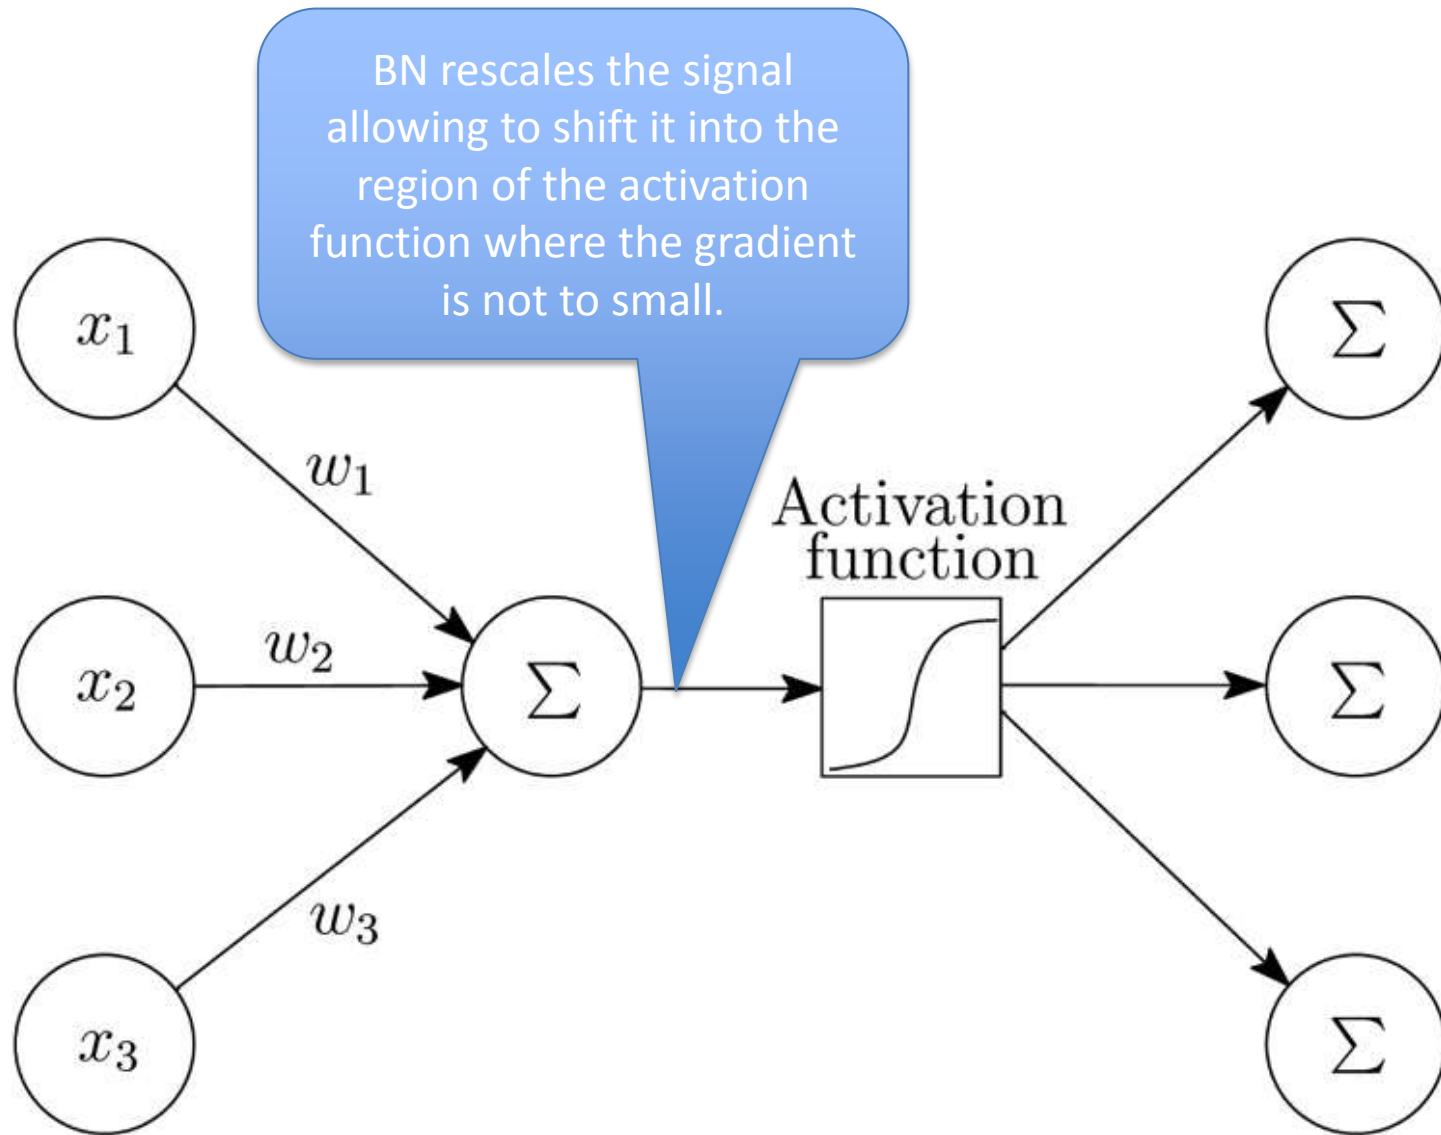 BN rescales the signal
allowing to shift it into the
region of the activation
function where the gradient
is not to small.
x₁
Σ
w₁
Activation
function
w₂
x₂
Σ
Σ
w₃
x₃
Σ